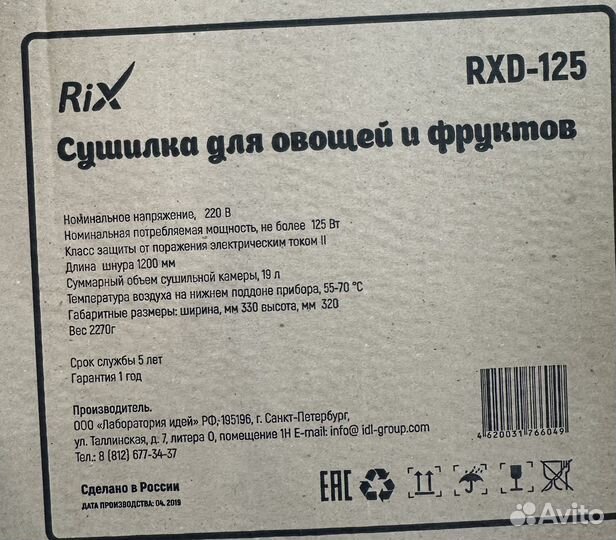 RiX
RXD-125
Сушилка для овощей и фруктов
Номинальное напряжение, 220 В
Номинальная потребляемая мощность, не более 125 Вт
Класс защиты от поражения электрическим током II
Длина шнура 1200 мм
Суммарный объем сушильной камеры, 19 л
Температура воздуха на нижнем поддоне прибора, 55-70 °С
Габаритные размеры: ширина, мм 330 высота, мм 320
Вес 2270г
Срок службы 5 лет
Гарантия 1 год
Производитель.
ООО «Лаборатория идей» РФ, 195196, г. Санкт-Петербург,
ул. Таллинская, д. 7, литера О, помещение 1Н E-mail: info@ idl-group.com
Тел.: 8 (812) 677-34-37
4620031766049
Сделано в России
ДАТА ПРОИЗВОДСТВА: 04. 2019
EAC
Avito